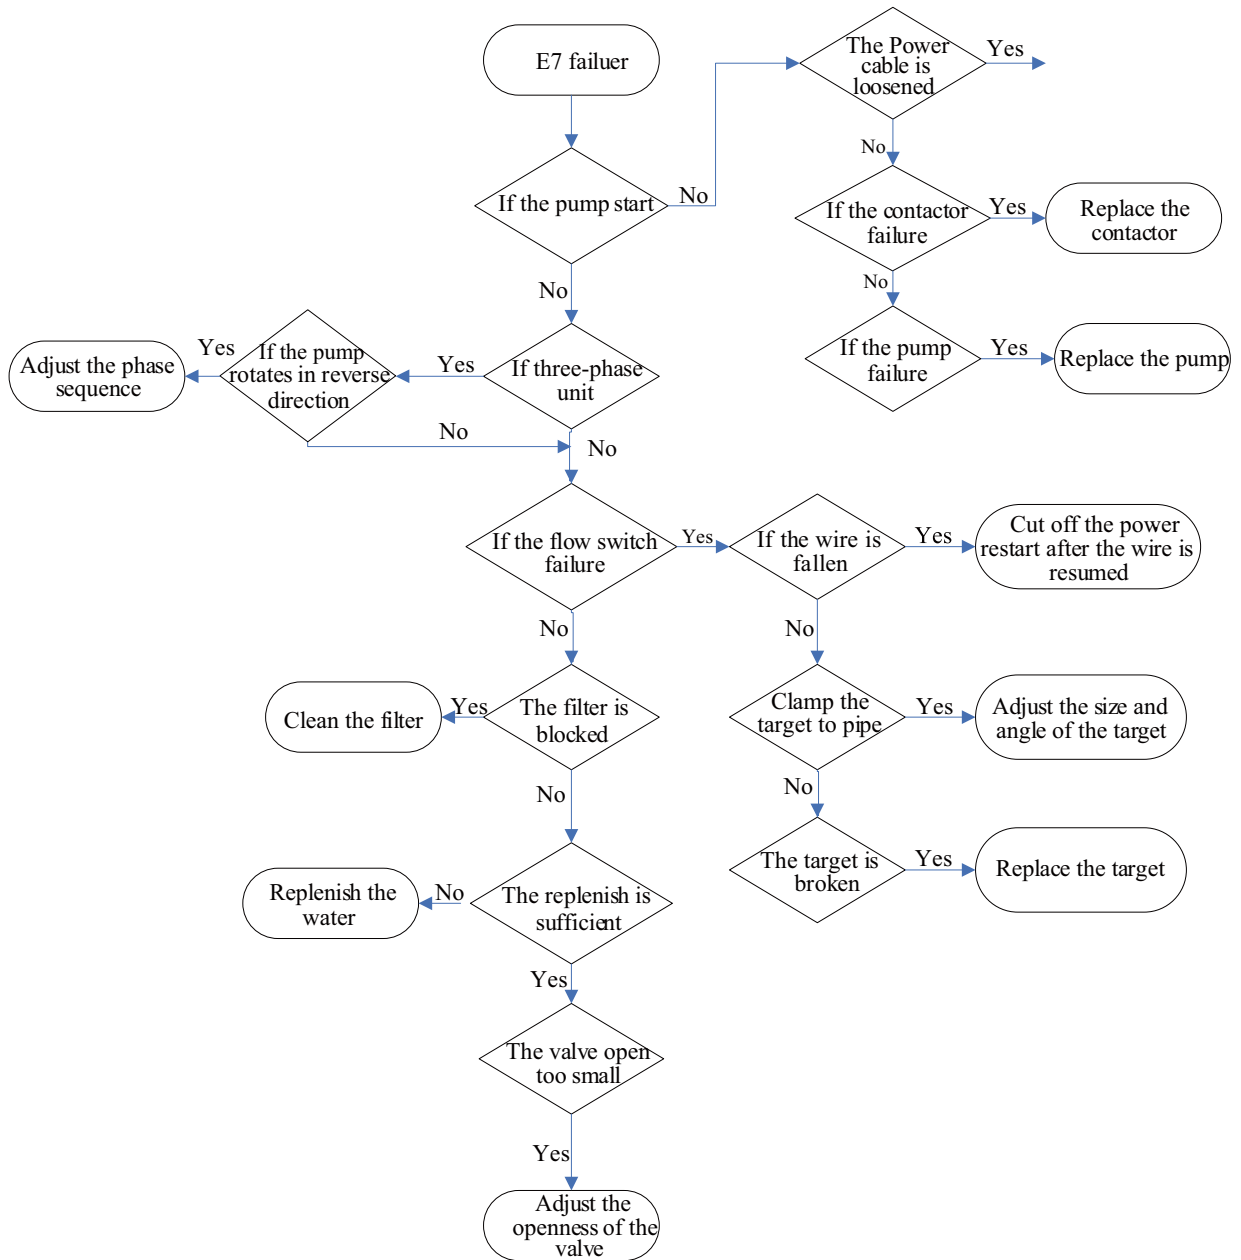 E7 failuer
The Power
cable is
loosened
Yes
No
If the pump start
No
If the contactor
failure
Yes
Replace the
contactor
No
No
If the pump
failure
Yes
Replace the pump
If three-phase
unit
Yes
If the pump
rotates in reverse
direction
Yes
Adjust the phase
sequence
No
No
If the flow switch
failure
Yes
If the wire is
fallen
Yes
Cut off the power
restart after the wire is
resumed
No
No
The filter is
blocked
Yes
Clean the filter
Clamp the
target to pipe
Yes
Adjust the size and
angle of the target
No
No
The replenish is
sufficient
No
Replenish the
water
The target is
broken
Yes
Replace the target
Yes
The valve open
too small
Yes
Adjust the
openness of the
valve